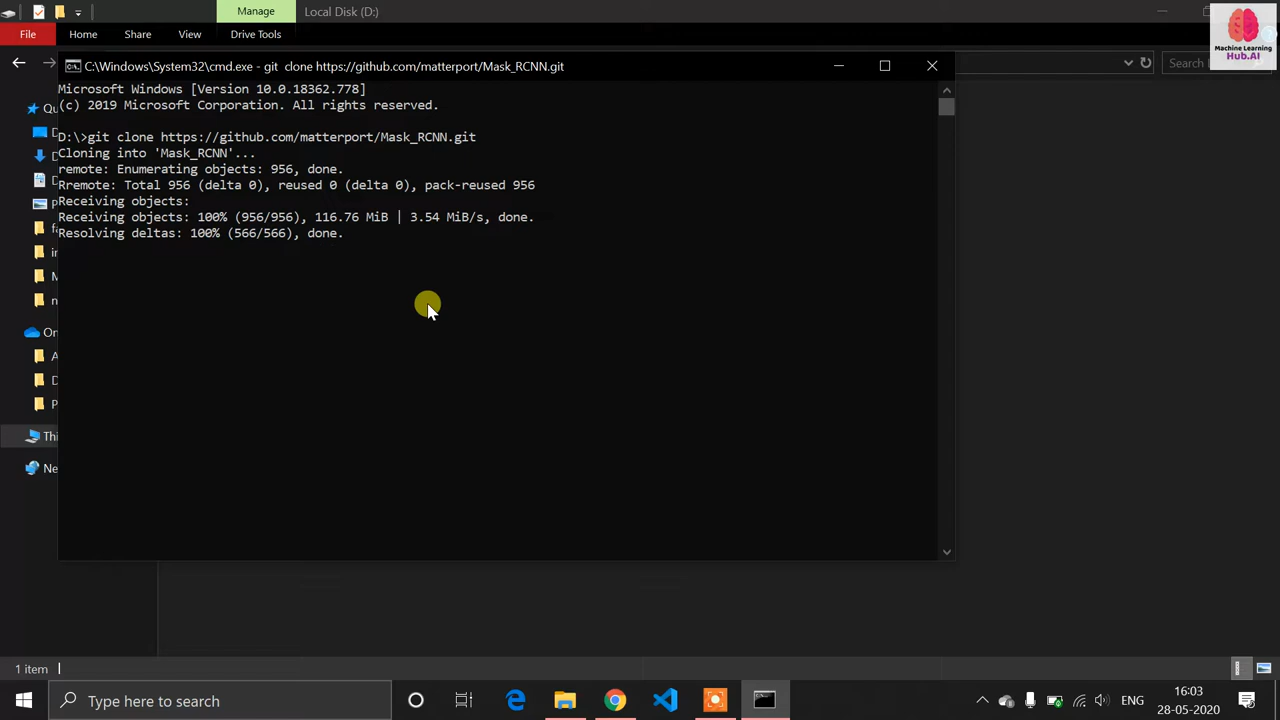 Manage
Local Disk (D:)
File
Home
Share
View
Drive Tools
Machine Learning
Hub.AI
C:\Windows\System32\cmd.exe - git  clone https://github.com/matterport/Mask_RCNN.git
Search
Microsoft Windows [Version 10.0.18362.778]
(c) 2019 Microsoft Corporation. All rights reserved.
D:\>git clone https://github.com/matterport/Mask_RCNN.git
Cloning into 'Mask_RCNN'...
remote: Enumerating objects: 956, done.
Rremote: Total 956 (delta 0), reused 0 (delta 0), pack-reused 956
Receiving objects:
Receiving objects: 100% (956/956), 116.76 MiB | 3.54 MiB/s, done.
Resolving deltas: 100% (566/566), done.
1 item
Type here to search
ENG
16:03
28-05-2020